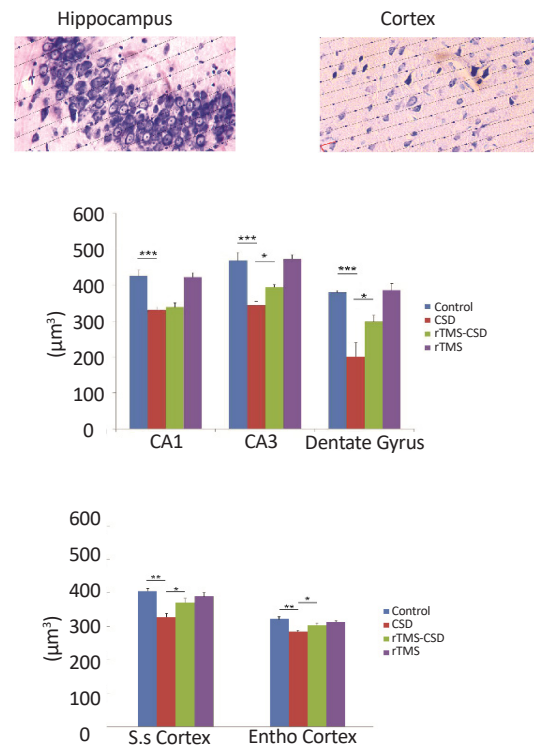 Hippocampus
Cortex
600
500
400
300
200
100
0
(µm³)
***
***
*
***
*
CA1
CA3
Dentate Gyrus
Control
CSD
rTMS-CSD
rTMS
600
500
400
300
200
100
0
(µm³)
**
*
**
*
S.s Cortex
Entho Cortex
Control
CSD
rTMS-CSD
rTMS